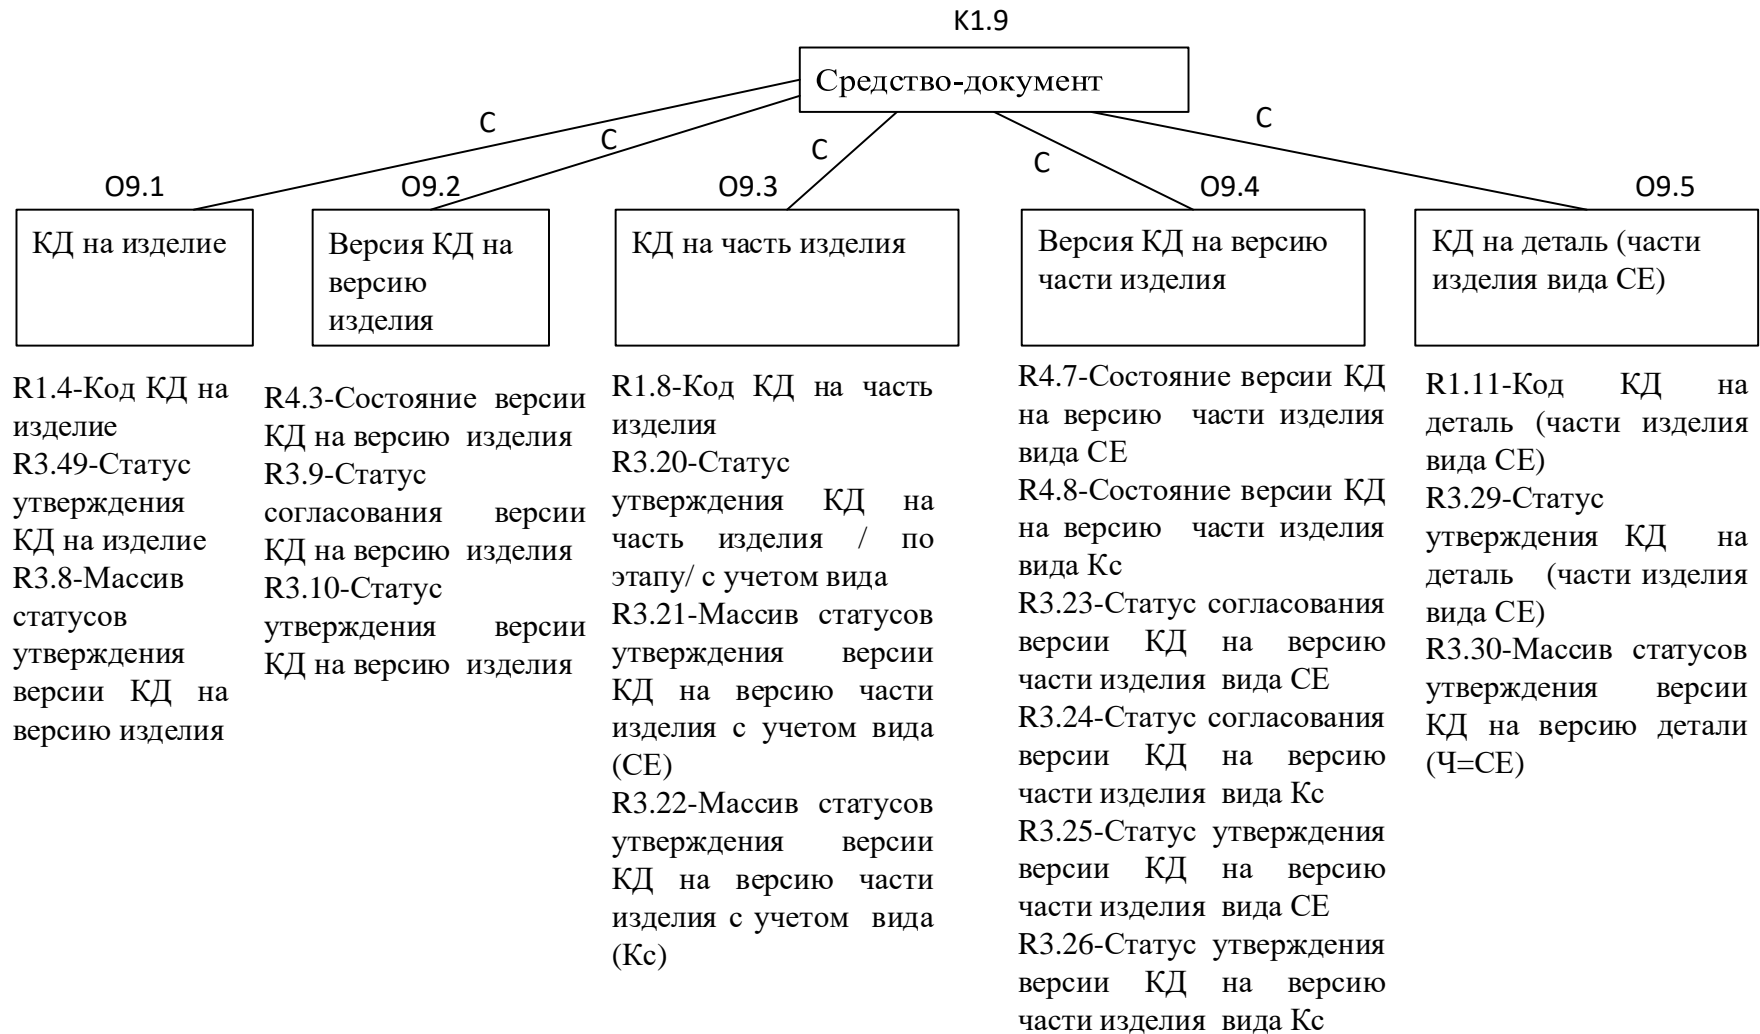 К1.9
Средство-документ
С
С
С
С
С
О9.1
О9.2
О9.3
О9.4
О9.5
КД на изделие
Версия КД на
версию
изделия
КД на часть изделия
Версия КД на версию
части изделия
КД на деталь (части
изделия вида СЕ)
R1.4-Код КД на
изделие
R3.49-Статус
утверждения
КД на изделие
R3.8-Массив
статусов
утверждения
версии КД на
версию изделия
R4.3-Состояние версии
КД на версию изделия
R3.9-Статус
согласования версии
КД на версию изделия
R3.10-Статус
утверждения версии
КД на версию изделия
R1.8-Код КД на часть
изделия
R3.20-Статус
утверждения КД на
часть изделия / по
этапу/ с учетом вида
R3.21-Массив статусов
утверждения версии
КД на версию части
изделия с учетом вида
(СЕ)
R3.22-Массив статусов
утверждения версии
КД на версию части
изделия с учетом вида
(Кс)
R4.7-Состояние версии КД
на версию части изделия
вида СЕ
R4.8-Состояние версии КД
на версию части изделия
вида Кс
R3.23-Статус согласования
версии КД на версию
части изделия вида СЕ
R3.24-Статус согласования
версии КД на версию
части изделия вида Кс
R3.25-Статус утверждения
версии КД на версию
части изделия вида СЕ
R3.26-Статус утверждения
версии КД на версию
части изделия вида Кс
R1.11-Код КД на
деталь (части изделия
вида СЕ)
R3.29-Статус
утверждения КД на
деталь (части изделия
вида СЕ)
R3.30-Массив статусов
утверждения версии
КД на версию детали
(Ч=СЕ)